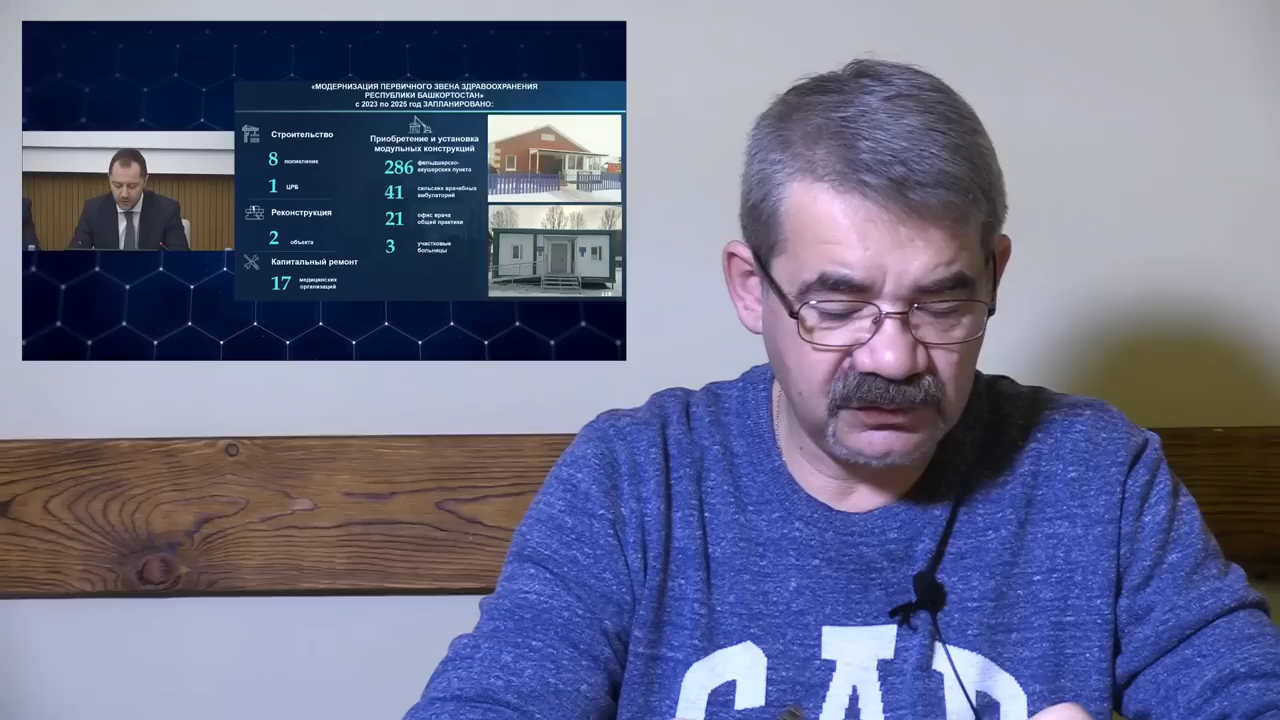 «МОДЕРНИЗАЦИЯ ПЕРВИЧНОГО ЗВЕНА ЗДРАВООХРАНЕНИЯ
РЕСПУБЛИКИ БАШКОРТОСТАН»
с 2023 по 2025 год ЗАПЛАНИРОВАНО:
Строительство
8 поликлиник
1 ЦРБ
Реконструкция
2 объекта
Капитальный ремонт
17 медицинских
организаций
Приобретение и установка
модульных конструкций
286 фельдшерско-
акушерских пункта
41 сельских врачебных
амбулаторий
21 офис врача
общей практики
3 участковые
больницы
GAP